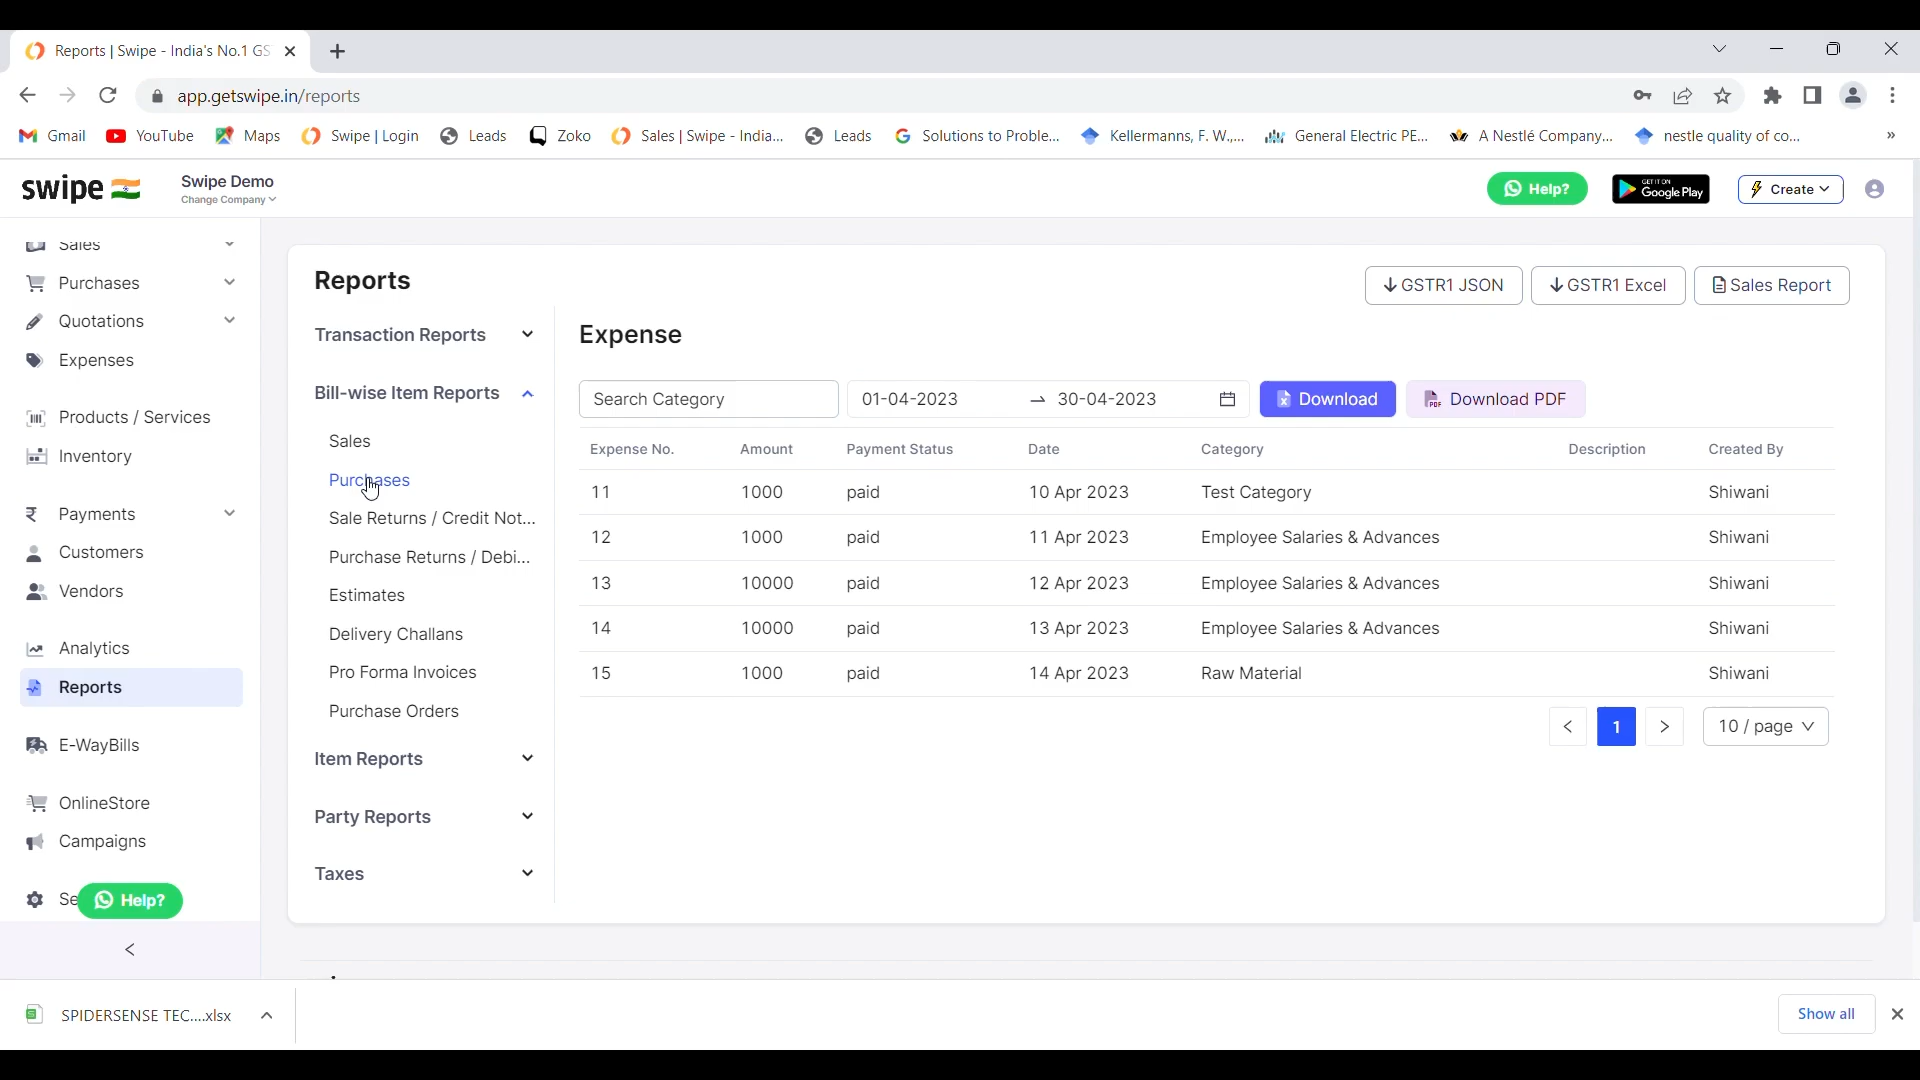 Reports | Swipe - India's No.1 GS
app.getswipe.in/reports
Gmail YouTube Maps Swipe | Login Leads Zoko Sales | Swipe - India... Leads Solutions to Proble... Kellermanns, F. W.,... General Electric PE... A Nestlé Company... nestle quality of co... »
swipe
Swipe Demo
Change Company
Help?
GET IT ON
Google Play
Create
Sales
Purchases
Quotations
Expenses
Products / Services
Inventory
Payments
Customers
Vendors
Analytics
Reports
E-WayBills
OnlineStore
Campaigns
Se
Help?
Reports
GSTR1 JSON GSTR1 Excel Sales Report
Transaction Reports
Bill-wise Item Reports
Sales
Purchases
Sale Returns / Credit Not...
Purchase Returns / Debi...
Estimates
Delivery Challans
Pro Forma Invoices
Purchase Orders
Item Reports
Party Reports
Taxes
Expense
Search Category 01-04-2023 → 30-04-2023 Download PDF Download PDF
Expense No. Amount Payment Status Date Category Description Created By
11 1000 paid 10 Apr 2023 Test Category Shiwani
12 1000 paid 11 Apr 2023 Employee Salaries & Advances Shiwani
13 10000 paid 12 Apr 2023 Employee Salaries & Advances Shiwani
14 10000 paid 13 Apr 2023 Employee Salaries & Advances Shiwani
15 1000 paid 14 Apr 2023 Raw Material Shiwani
< 1 > 10 / page
SPIDERSENSE TEC....xlsx
Show all